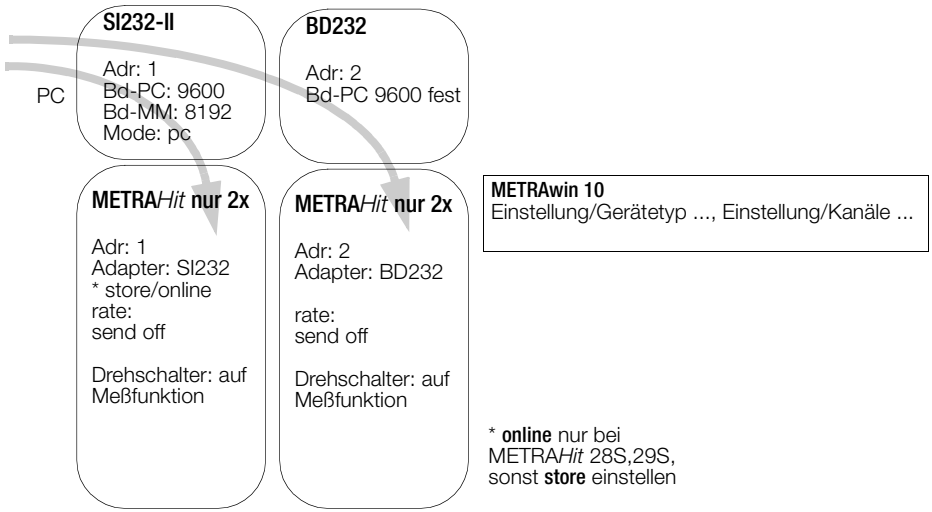 PC
SI232-II
Adr: 1
Bd-PC: 9600
Bd-MM: 8192
Mode: pc
BD232
Adr: 2
Bd-PC 9600 fest
METRAHit nur 2x
Adr: 1
Adapter: SI232
* store/online
rate:
send off
Drehschalter: auf
Meßfunktion
METRAHit nur 2x
Adr: 2
Adapter: BD232
rate:
send off
Drehschalter: auf
Meßfunktion
METRAwin 10
Einstellung/Gerätetyp ..., Einstellung/Kanäle ...
* online nur bei
METRAHit 28S,29S,
sonst store einstellen